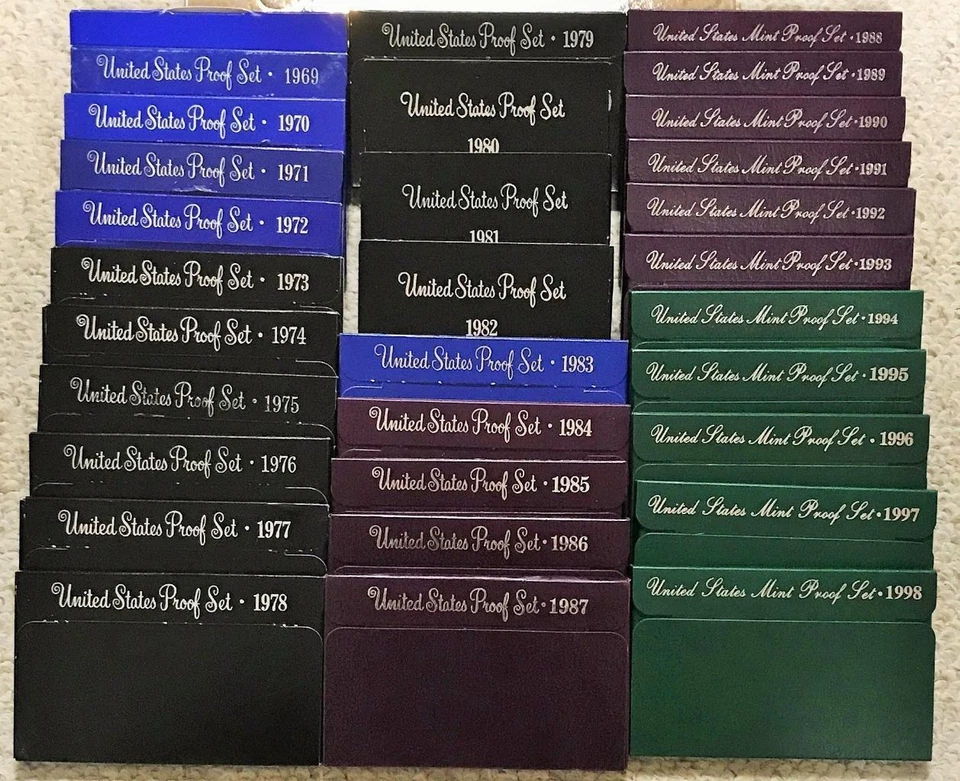 United States Proof Set · 1969
United States Proof Set · 1970
United States Proof Set · 1971
United States Proof Set · 1972
United States Proof Set · 1973
United States Proof Set · 1974
United States Proof Set · 1975
United States Proof Set · 1976
United States Proof Set · 1977
United States Proof Set · 1978
United States Proof Set · 1979
United States Proof Set
1980
United States Proof Set
1981
United States Proof Set
1982
United States Proof Set · 1983
United States Proof Set · 1984
United States Proof Set · 1985
United States Proof Set · 1986
United States Proof Set · 1987
United States Mint Proof Set · 1988
United States Mint Proof Set · 1989
United States Mint Proof Set · 1990
United States Mint Proof Set · 1991
United States Mint Proof Set · 1992
United States Mint Proof Set · 1993
United States Mint Proof Set · 1994
United States Mint Proof Set · 1995
United States Mint Proof Set · 1996
United States Mint Proof Set · 1997
United States Mint Proof Set · 1998